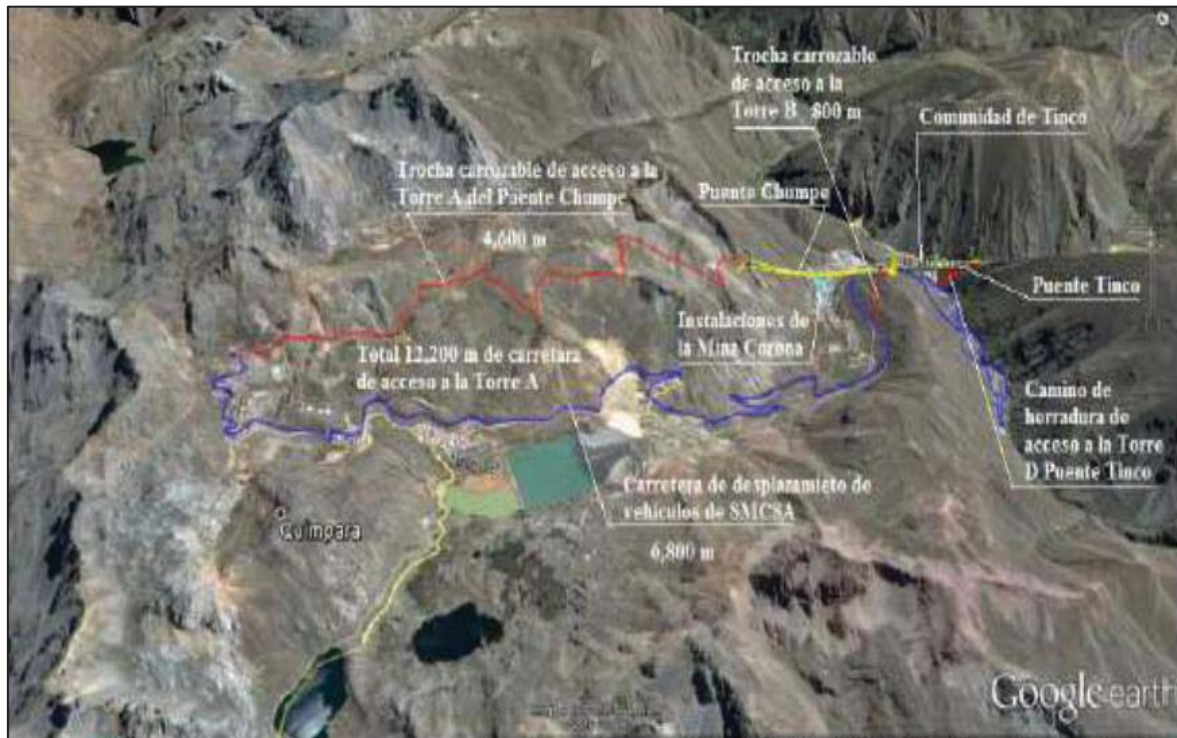 Trocha carrozable
de acceso a la
Torre B 800 m
Comunidad de Tinco
Trocha carrozable de acceso a la
Torre A del Puente Chumpe
4,600 m
Puente Chumpe
Puente Tinco
Instalaciones de
la Mina Corona
Total 12,200 m de carretara
de acceso a la Torre A
Camino de
herradura de
acceso a la Torre
D Puente Tinco
Carretera de desplazamieto de
vehículos de SMCSA
6,800 m
Quimpara
Google earth